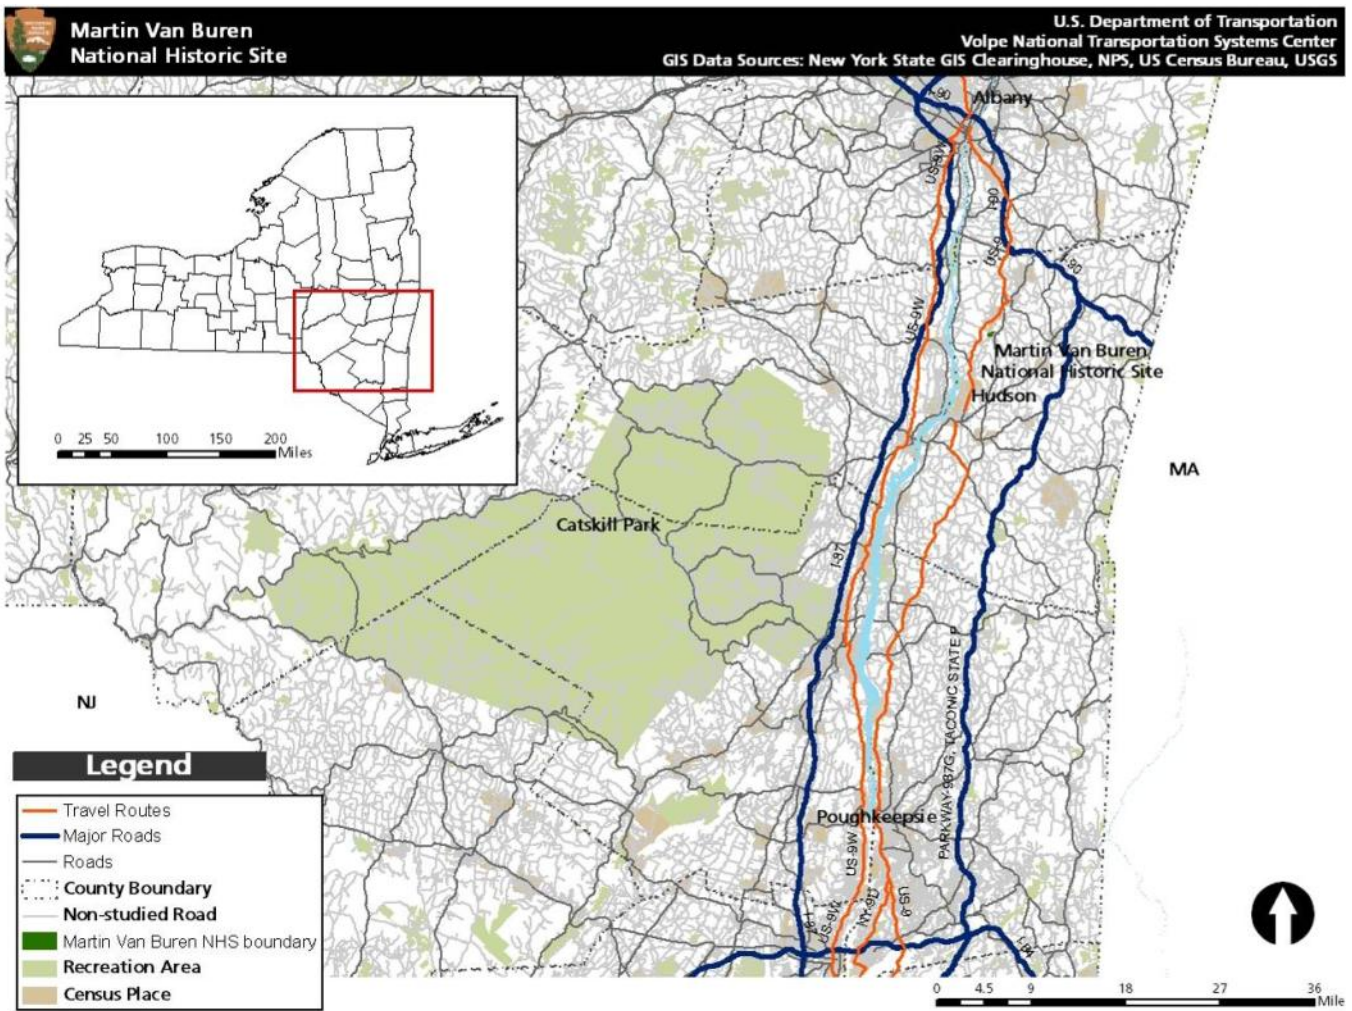 Martin Van Buren
National Historic Site
U.S. Department of Transportation
Volpe National Transportation Systems Center
GIS Data Sources: New York State GIS Clearinghouse, NPS, US Census Bureau, USGS
0 25 50 100 150 200
Miles
I-90
Albany
US-9W
I-90
US-9
I-90
US-9W
Martin Van Buren
National Historic Site
Hudson
MA
Catskill Park
I-87
PARKWAY-987G, TACONIC STATE P
NJ
Poughkeepsie
US-9W
US-9W
NY-9D
US-9
I-87
Legend
Travel Routes
Major Roads
Roads
County Boundary
Non-studied Road
Martin Van Buren NHS boundary
Recreation Area
Census Place
0 4.5 9 18 27 36
Mile